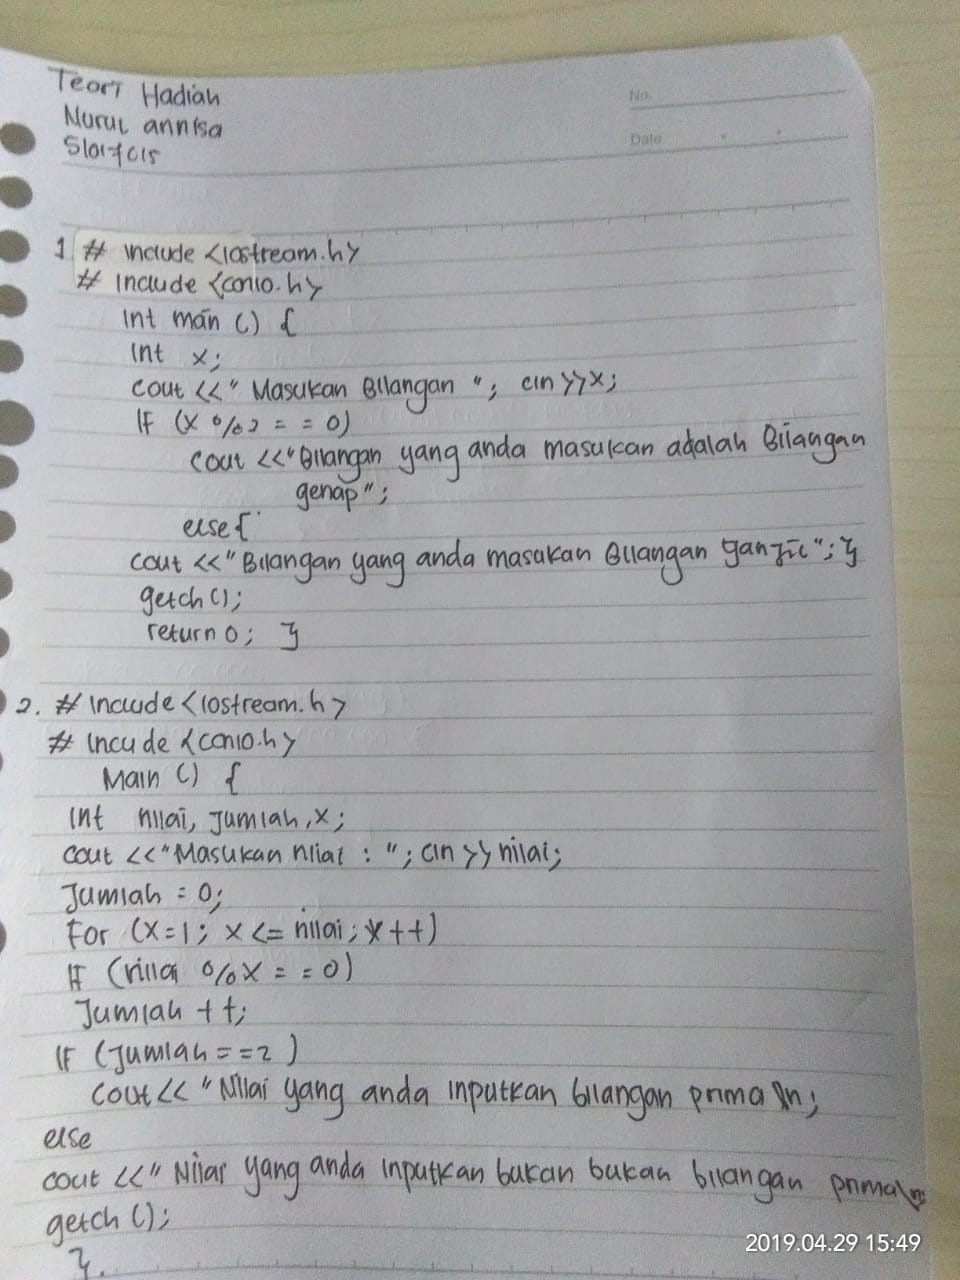 Teori Hadiah
Nurul annisa
No.
Date
1 # include <iostream.h>
# include <conio.h>
int man () {
int x;
cout <<" Masukan Bilangan "; cin >>x;
if (x %2 = = 0)
cout <<"Bilangan yang anda masukan adalah Bilangan
genap";
else {
cout <<"Bilangan yang anda masakan Bilangan ganjil"; }
getch ();
return 0; }
2. # include <iostream.h>
# incude <conio.h>
Main () {
int nilai, jumlah, x;
cout <<"Masukan nilai : "; cin >> nilai;
Jumlah = 0;
For (x=1; x <= nilai; x++)
If (nilai %x = = 0)
Jumlah ++;
If (jumlah = =2 )
cout << "Nilai yang anda inputkan bilangan prima \n;
else
cout <<" Nilai yang anda inputkan bukan bukan bilangan prima\n
getch ();
}.
2019.04.29 15:49